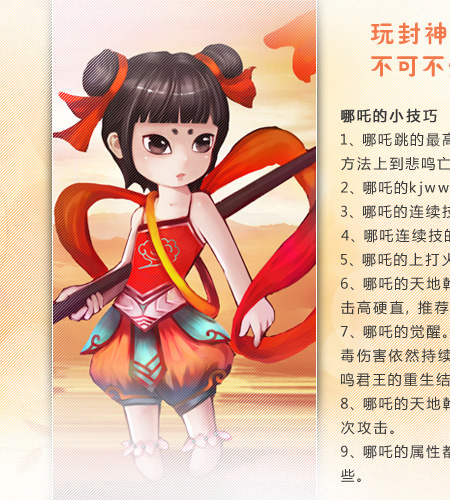 玩封神
不可不
哪吒的小技巧
1、哪吒跳的最高
方法上到悲鸣亡
2、哪吒的kjww
3、哪吒的连续技
4、哪吒连续技的
5、哪吒的上打火
6、哪吒的天地乾
击高硬直，推荐
7、哪吒的觉醒。
毒伤害依然持续
鸣君王的重生结
8、哪吒的天地乾
次攻击。
9、哪吒的属性都
些。